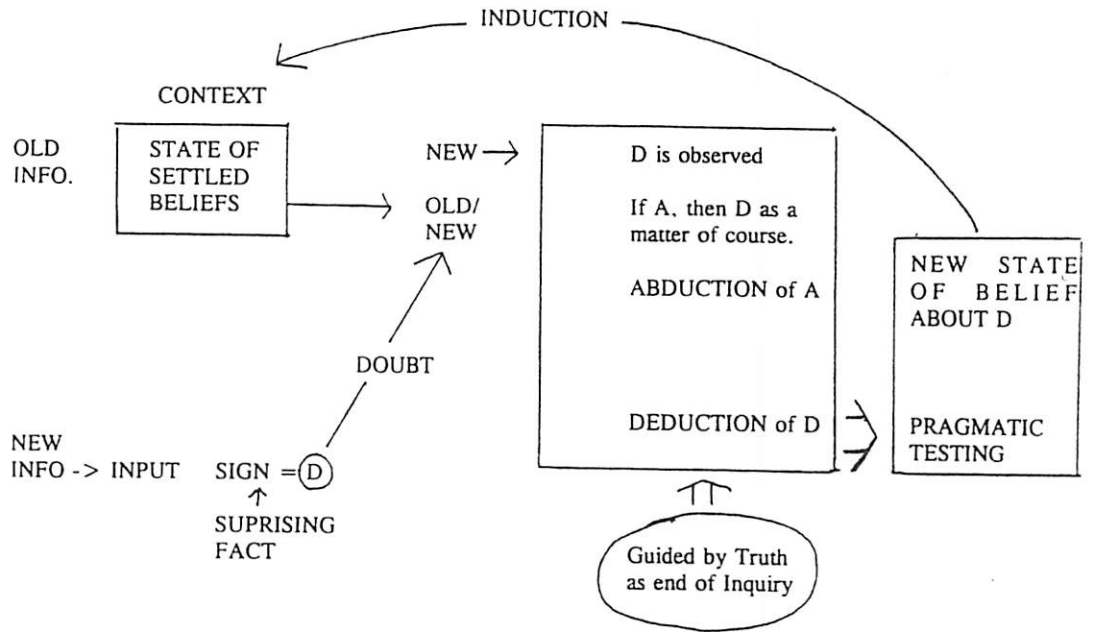 INDUCTION
CONTEXT
OLD
INFO.
STATE OF
SETTLED
BELIEFS
NEW
OLD/
NEW
D is observed
If A, then D as a
matter of course.
ABDUCTION of A
DEDUCTION of D
NEW STATE
OF BELIEF
ABOUT D
PRAGMATIC
TESTING
DOUBT
NEW
INFO -> INPUT SIGN = D
SUPRISING
FACT
Guided by Truth
as end of Inquiry